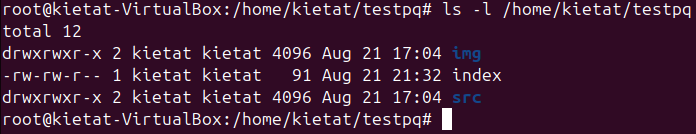 root@kietat-VirtualBox:/home/kietat/testpq# ls -l /home/kietat/testpq
total 12
drwxrwxr-x 2 kietat kietat 4096 Aug 21 17:04 img
-rw-rw-r-- 1 kietat kietat   91 Aug 21 21:32 index
drwxrwxr-x 2 kietat kietat 4096 Aug 21 17:04 src
root@kietat-VirtualBox:/home/kietat/testpq#